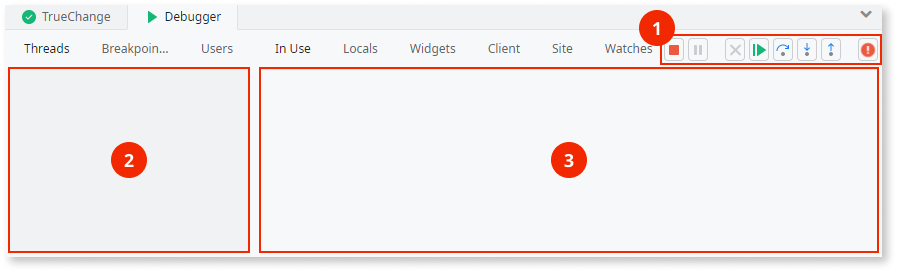 TrueChange Debugger
Threads Breakpoin... Users In Use Locals Widgets Client Site Watches
1
2 3